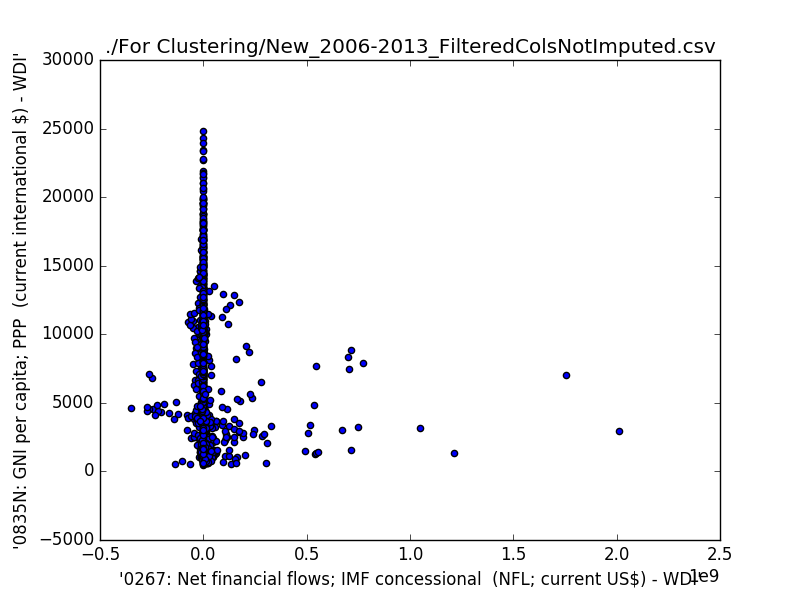 ./For Clustering/New_2006-2013_FilteredColsNotImputed.csv
30000
25000
20000
15000
10000
5000
0
−5000
'0835N: GNI per capita; PPP  (current international $) - WDI'
−0.5 0.0 0.5 1.0 1.5 2.0 2.5
1e9
'0267: Net financial flows; IMF concessional  (NFL; current US$) - WDI'